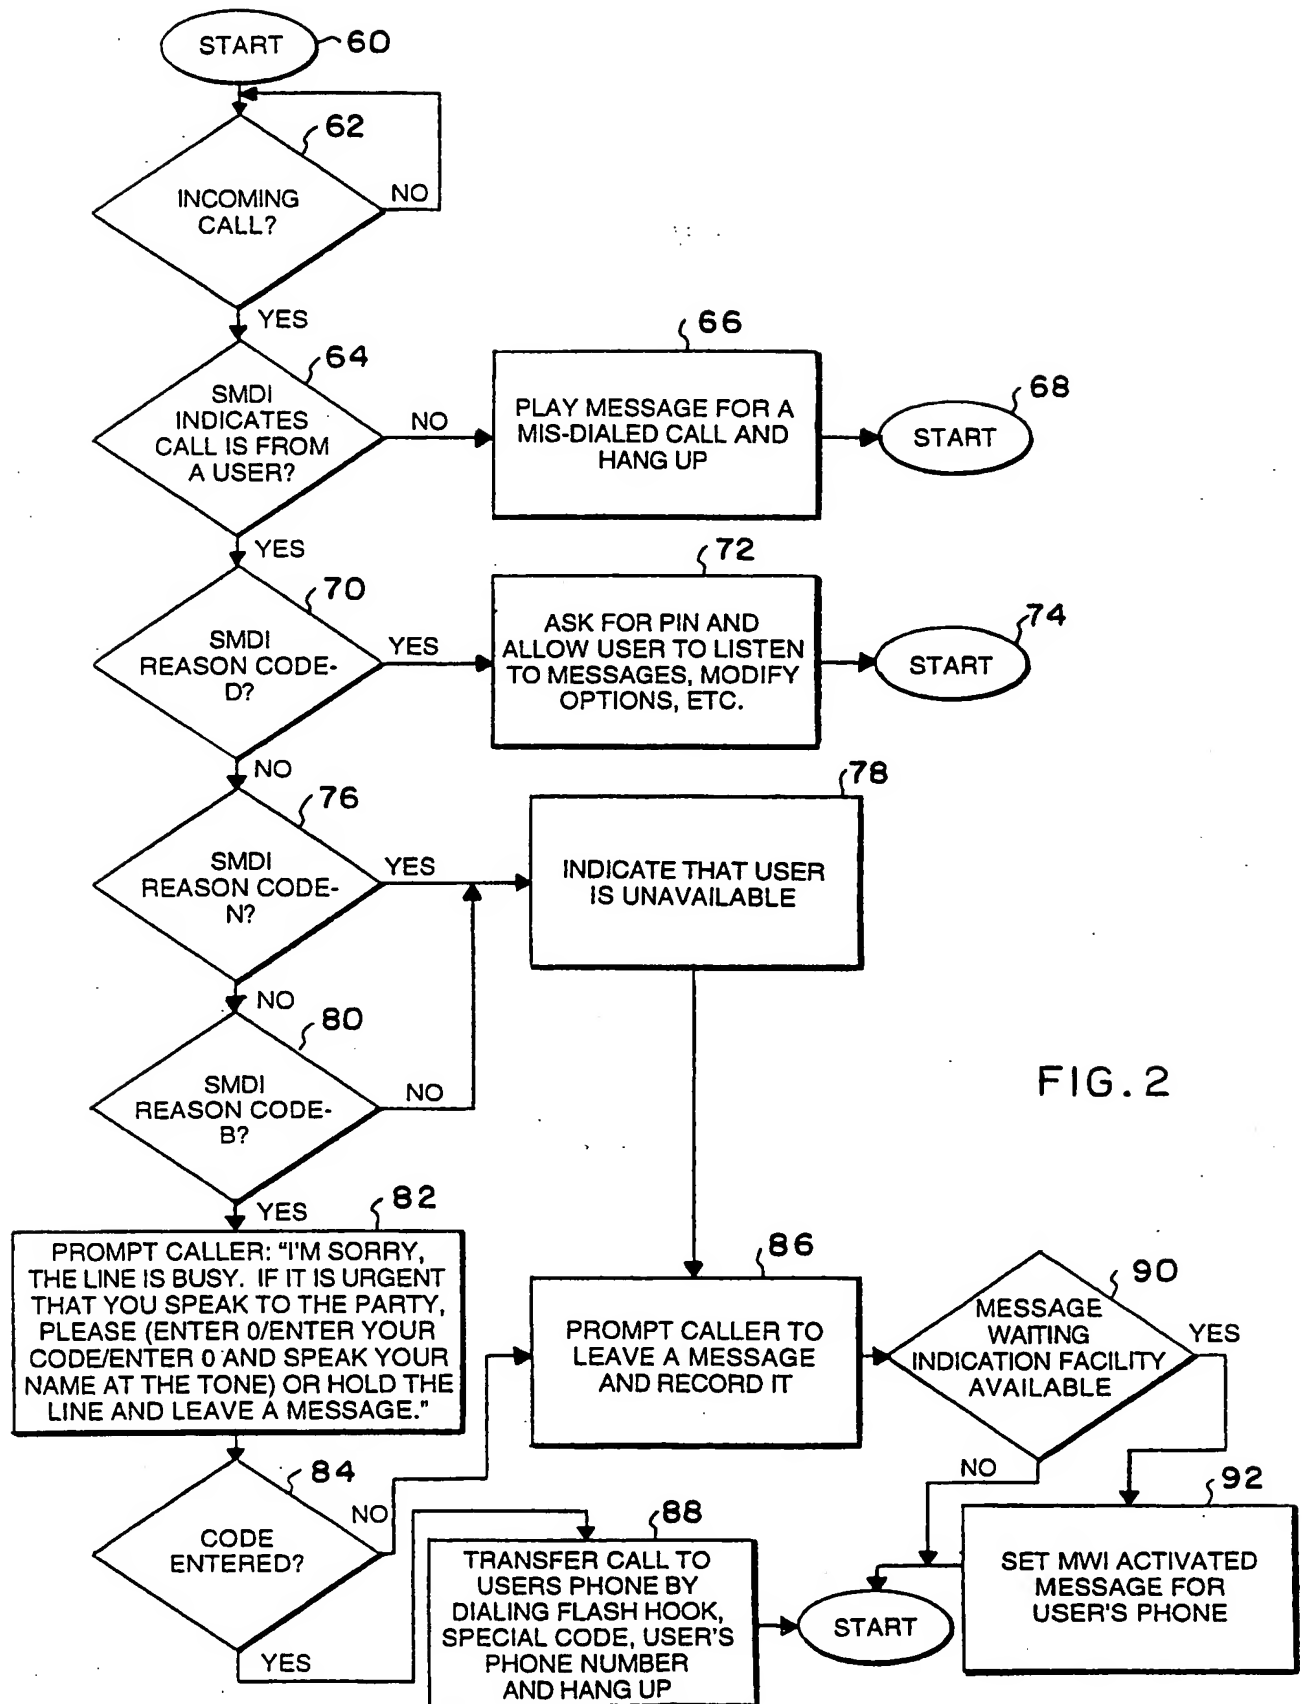 START
60
62
INCOMING
CALL?
NO
YES
64
SMDI
INDICATES
CALL IS FROM
A USER?
NO
66
PLAY MESSAGE FOR A
MIS-DIALED CALL AND
HANG UP
68
START
YES
70
SMDI
REASON CODE-
D?
YES
72
ASK FOR PIN AND
ALLOW USER TO LISTEN
TO MESSAGES, MODIFY
OPTIONS, ETC.
74
START
NO
76
SMDI
REASON CODE-
N?
YES
78
INDICATE THAT USER
IS UNAVAILABLE
NO
80
SMDI
REASON CODE-
B?
NO
FIG. 2
YES
82
PROMPT CALLER: "I'M SORRY,
THE LINE IS BUSY. IF IT IS URGENT
THAT YOU SPEAK TO THE PARTY,
PLEASE (ENTER 0/ENTER YOUR
CODE/ENTER 0 AND SPEAK YOUR
NAME AT THE TONE) OR HOLD THE
LINE AND LEAVE A MESSAGE."
86
PROMPT CALLER TO
LEAVE A MESSAGE
AND RECORD IT
90
MESSAGE
WAITING
INDICATION FACILITY
AVAILABLE
YES
NO
84
CODE
ENTERED?
NO
YES
88
TRANSFER CALL TO
USERS PHONE BY
DIALING FLASH HOOK,
SPECIAL CODE, USER'S
PHONE NUMBER
AND HANG UP
START
92
SET MWI ACTIVATED
MESSAGE FOR
USER'S PHONE